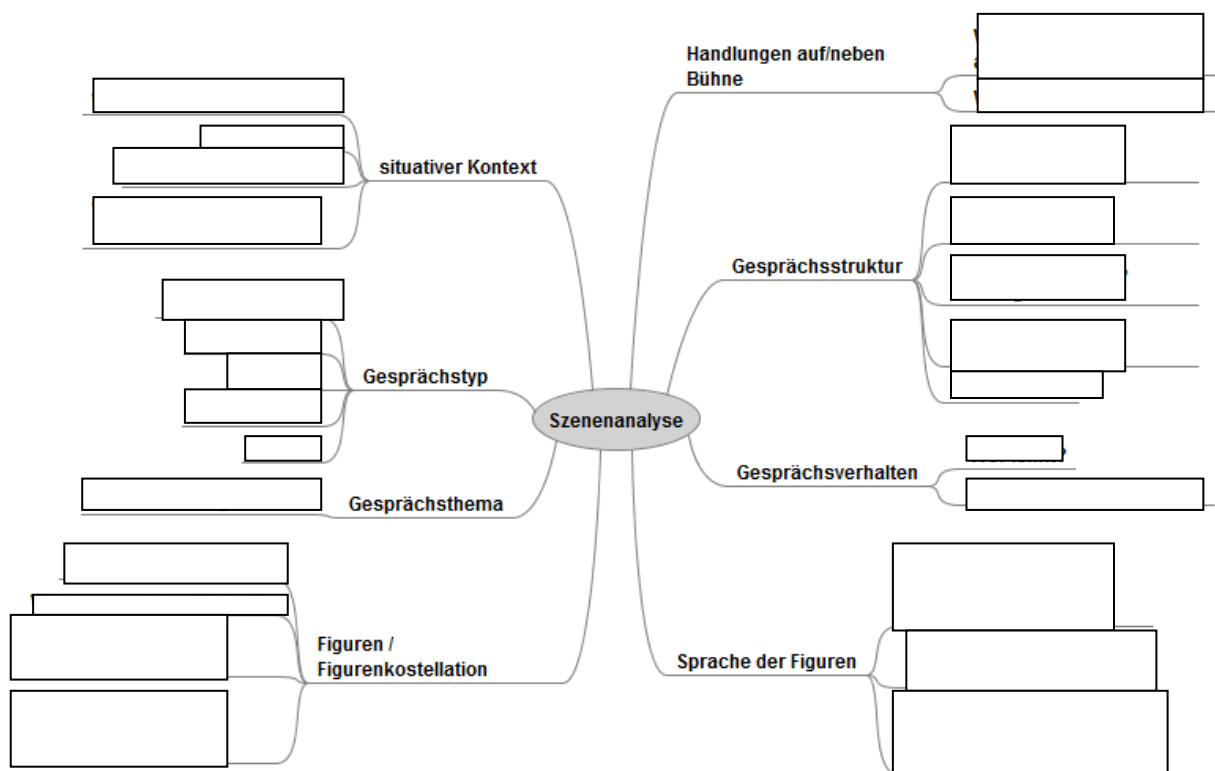 Handlungen auf/neben
Bühne
situativer Kontext
Gesprächsstruktur
Gesprächstyp
Szenenanalyse
Gesprächsverhalten
Gesprächsthema
Figuren /
Figurenkostellation
Sprache der Figuren